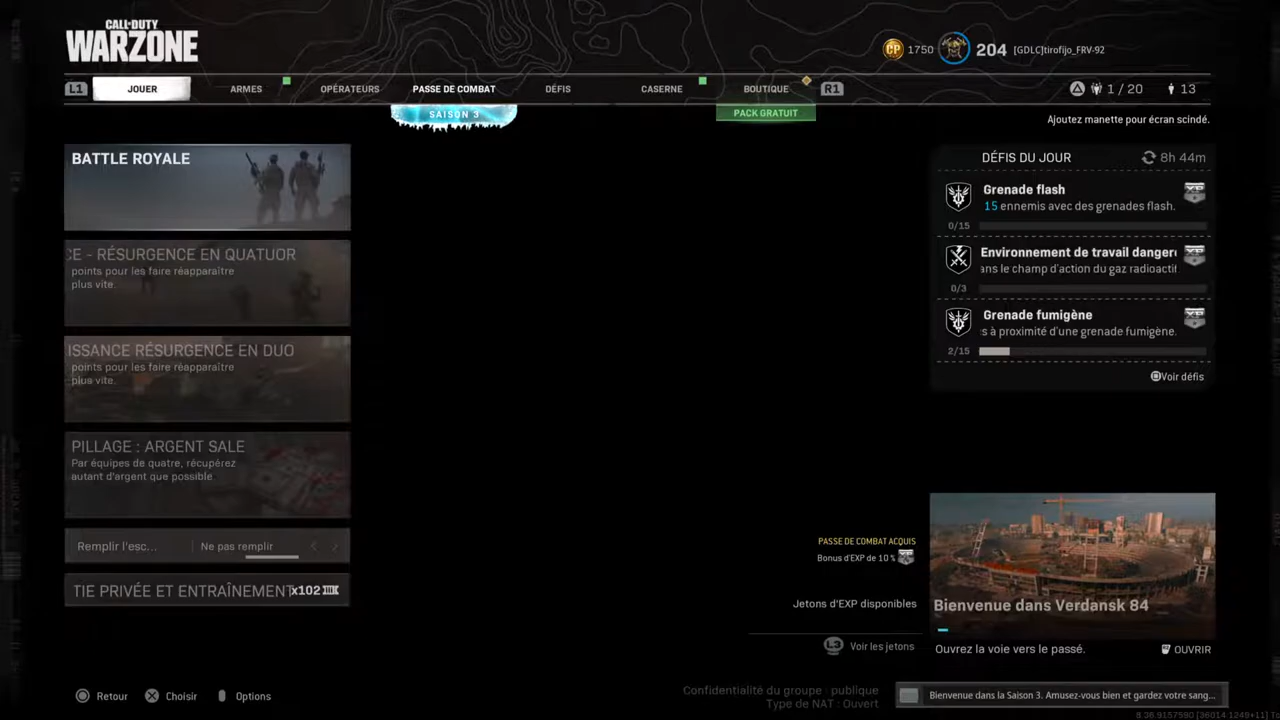 CALL·DUTY
WARZONE
1750 204 [GDLC]tirofijo_FRV-92
L1 JOUER ARMES OPÉRATEURS PASSE DE COMBAT DÉFIS CASERNE BOUTIQUE R1 1 / 20 13
SAISON 3 PACK GRATUIT
Ajoutez manette pour écran scindé.
BATTLE ROYALE
CE - RÉSURGENCE EN QUATUOR
points pour les faire réapparaître
plus vite.
ISSANCE RÉSURGENCE EN DUO
points pour les faire réapparaître
plus vite.
PILLAGE : ARGENT SALE
Par équipes de quatre, récupérez
autant d'argent que possible
Remplir l'esc... Ne pas remplir
TIE PRIVÉE ET ENTRAÎNEMENT x102
DÉFIS DU JOUR 8h 44m
Grenade flash XP
15 ennemis avec des grenades flash.
0/15
Environnement de travail danger XP
ans le champ d'action du gaz radioactif
0/3
Grenade fumigène XP
s à proximité d'une grenade fumigène.
2/15
Voir défis
PASSE DE COMBAT ACQUIS
Bonus d'EXP de 10 %
Jetons d'EXP disponibles
Voir les jetons
Bienvenue dans Verdansk 84
Ouvrez la voie vers le passé. OUVRIR
Retour Choisir Options
Confidentialité du groupe : publique
Type de NAT : Ouvert
Bienvenue dans la Saison 3. Amusez-vous bien et gardez votre sang...